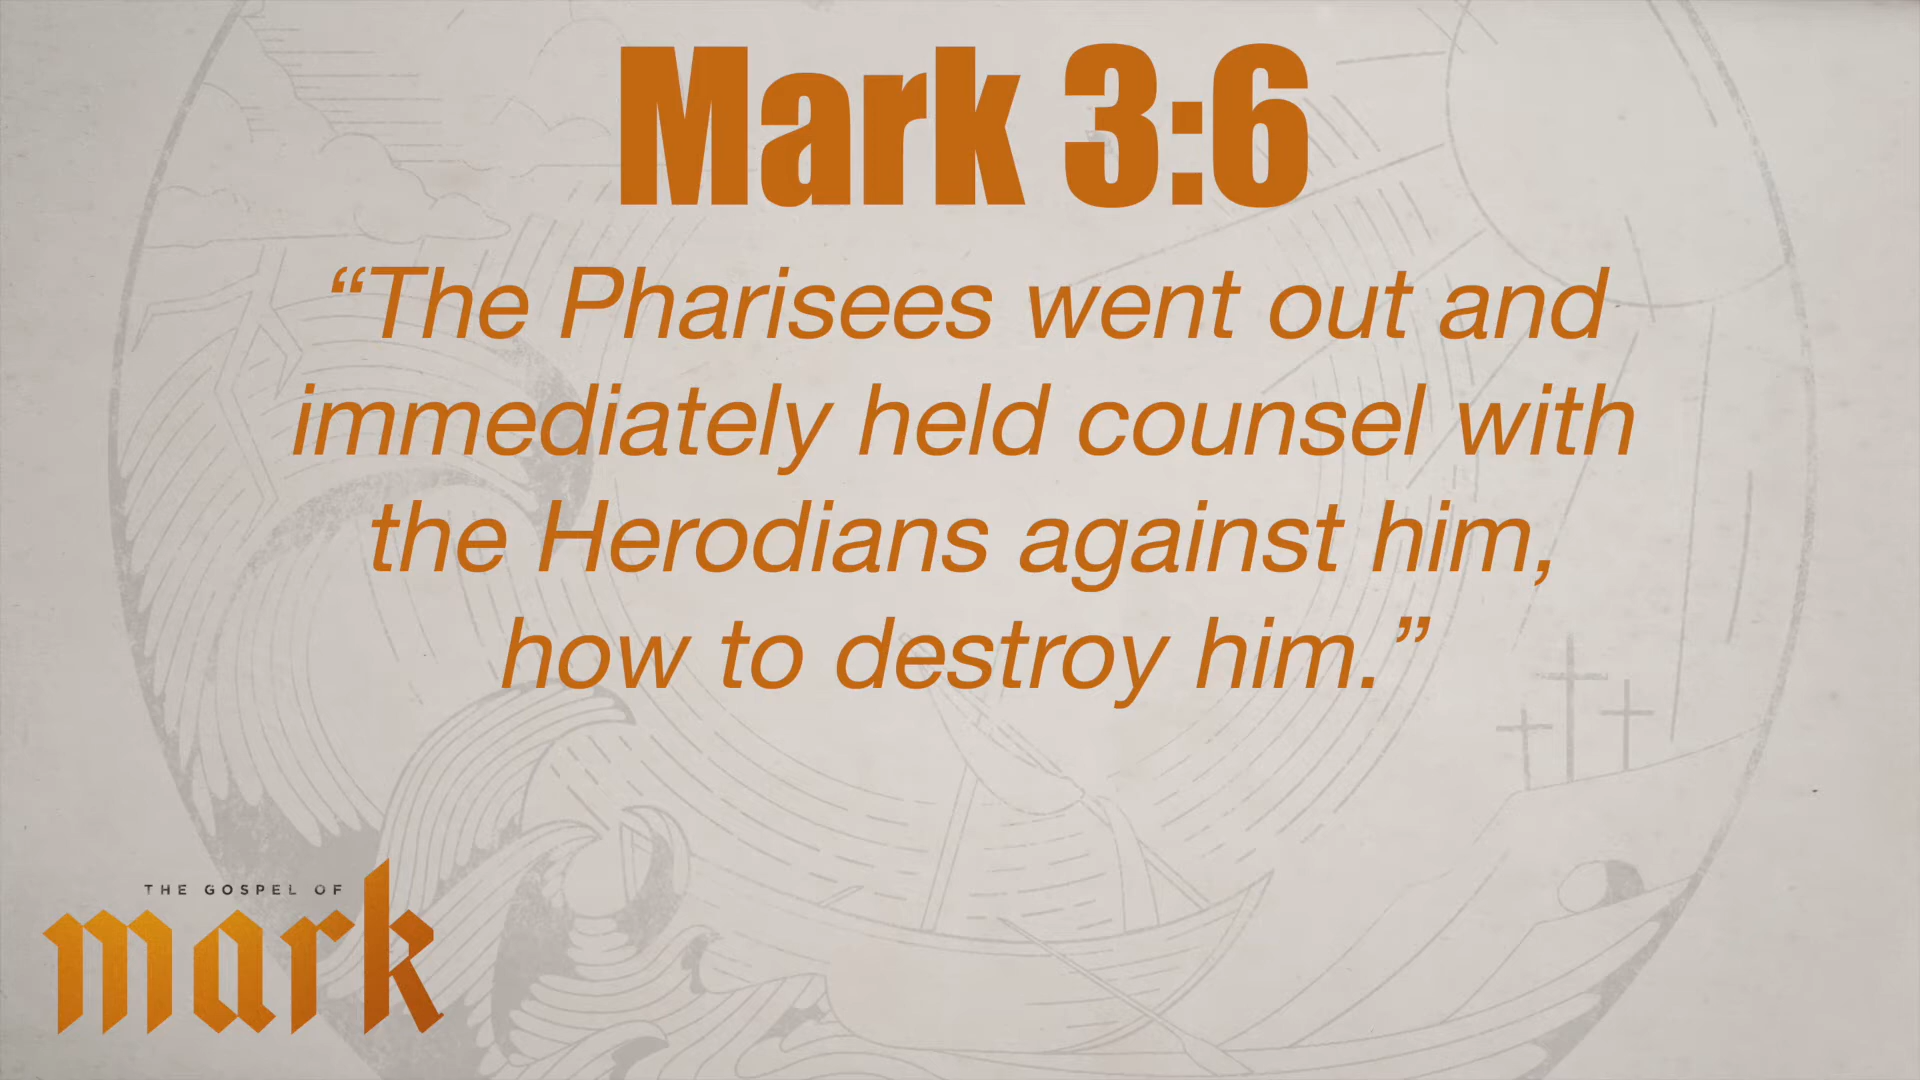 Mark 3:6
“The Pharisees went out and
immediately held counsel with
the Herodians against him,
how to destroy him.”
THE GOSPEL OF
mark